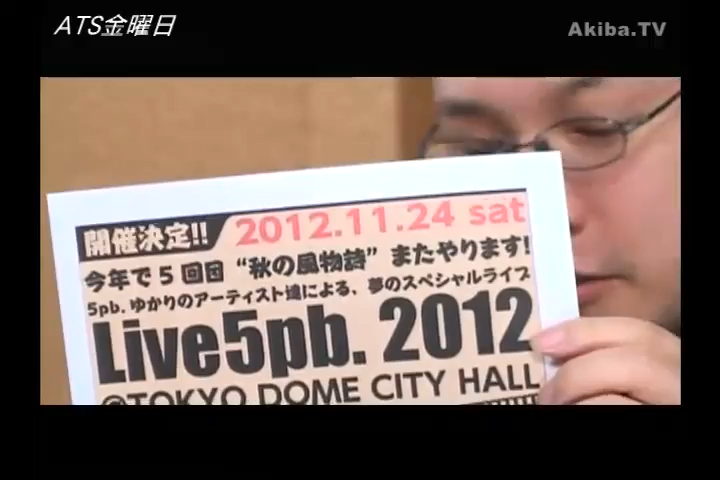 ATS金曜日
Akiba.TV
開催決定!!
2012.11.24 sat
今年で5回目 “秋の風物詩” またやります!
5pb.ゆかりのアーティスト達による、夢のスペシャルライブ
Live5pb. 2012
@TOKYO DOME CITY HALL